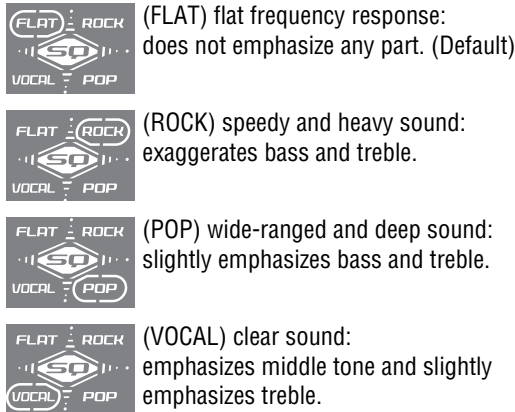 FLAT ROCK
SQ
VOCAL POP
(FLAT) flat frequency response:
does not emphasize any part. (Default)
FLAT ROCK
SQ
VOCAL POP
(ROCK) speedy and heavy sound:
exaggerates bass and treble.
FLAT ROCK
SQ
VOCAL POP
(POP) wide-ranged and deep sound:
slightly emphasizes bass and treble.
FLAT ROCK
SQ
VOCAL POP
(VOCAL) clear sound:
emphasizes middle tone and slightly
emphasizes treble.